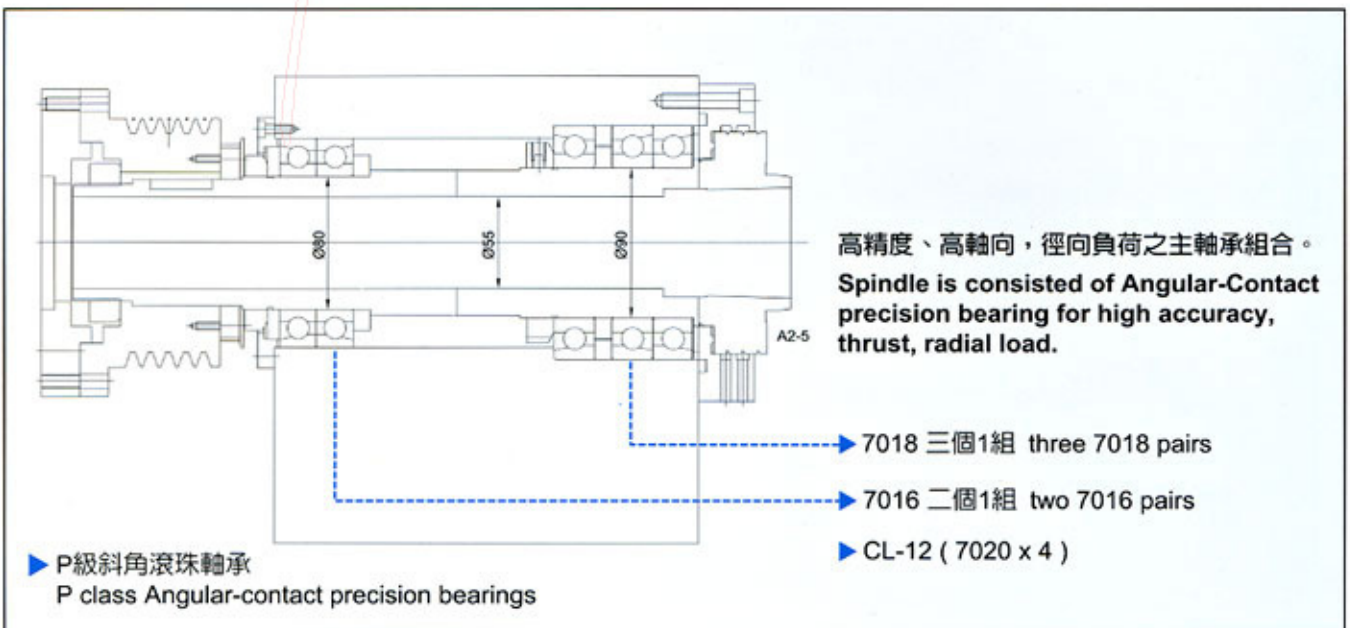 Ø80
Ø55
Ø90
A2-5
高精度、高軸向，徑向負荷之主軸承組合。
Spindle is consisted of Angular-Contact
precision bearing for high accuracy,
thrust, radial load.
7018 三個1組 three 7018 pairs
7016 二個1組 two 7016 pairs
CL-12 ( 7020 x 4 )
P級斜角滾珠軸承
P class Angular-contact precision bearings